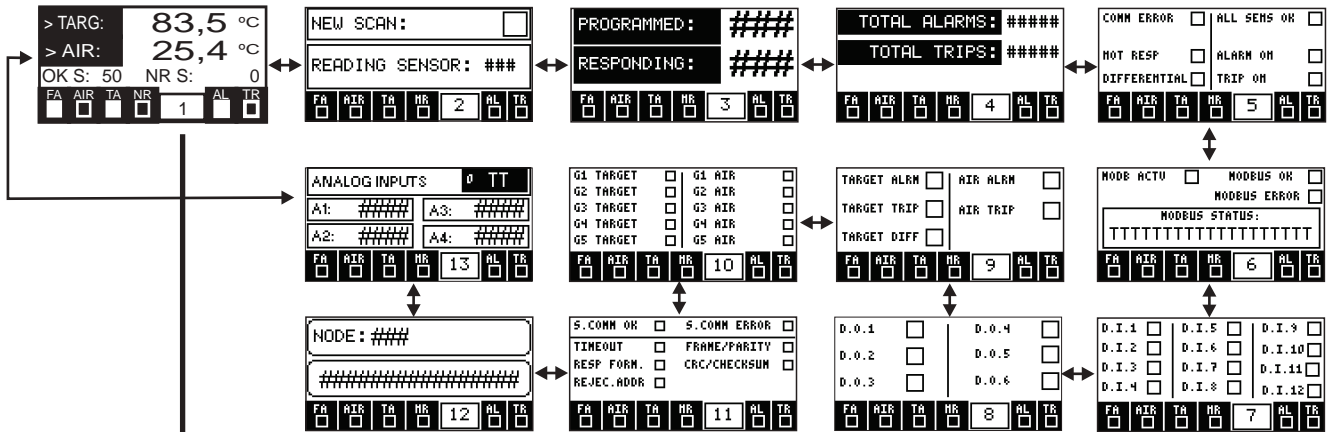 > TARG: 83,5 °C
> AIR: 25,4 °C
OK S: 50 NR S: 0
FA AIR TA NR 1 AL TR
NEW SCAN:
READING SENSOR: ###
FA AIR TA NR 2 AL TR
PROGRAMMED: ####
RESPONDING: ####
FA AIR TA NR 3 AL TR
TOTAL ALARMS: #####
TOTAL TRIPS: #####
FA AIR TA NR 4 AL TR
COMM ERROR ALL SENS OK
NOT RESP ALARM ON
DIFFERENTIAL TRIP ON
FA AIR TA NR 5 AL TR
ANALOG INPUTS 0 TT
A1: ##### A3: #####
A2: ##### A4: #####
FA AIR TA NR 13 AL TR
G1 TARGET G1 AIR
G2 TARGET G2 AIR
G3 TARGET G3 AIR
G4 TARGET G4 AIR
G5 TARGET G5 AIR
FA AIR TA NR 10 AL TR
TARGET ALRM AIR ALRM
TARGET TRIP AIR TRIP
TARGET DIFF
FA AIR TA NR 9 AL TR
MODB ACTV MODBUS OK
MODBUS ERROR
MODBUS STATUS:
TTTTTTTTTTTTTTTTTTTT
FA AIR TA NR 6 AL TR
NODE: ###
####################
FA AIR TA NR 12 AL TR
S.COMM OK S.COMM ERROR
TIMEOUT FRAME/PARITY
RESP FORM. CRC/CHECKSUM
REJEC.ADDR
FA AIR TA NR 11 AL TR
D.O.1 D.O.4
D.O.2 D.O.5
D.O.3 D.O.6
FA AIR TA NR 8 AL TR
D.I.1 D.I.5 D.I.9
D.I.2 D.I.6 D.I.10
D.I.3 D.I.7 D.I.11
D.I.4 D.I.8 D.I.12
FA AIR TA NR 7 AL TR